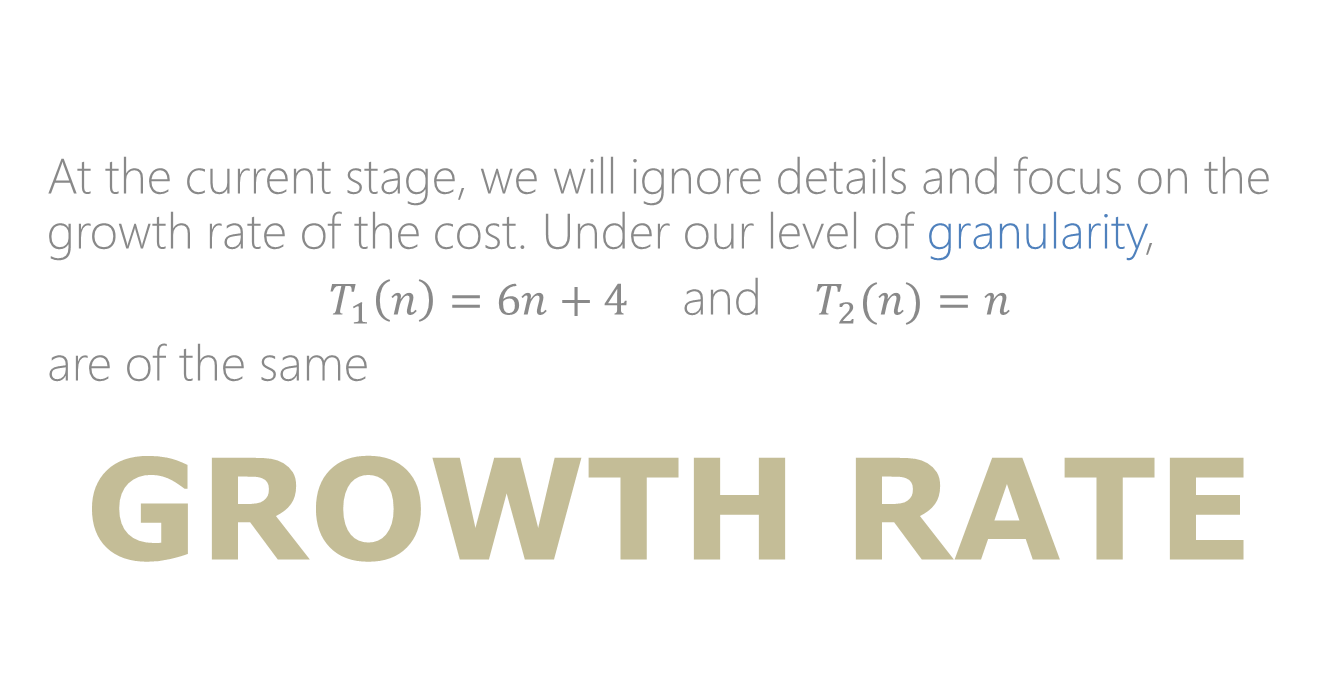 At the current stage, we will ignore details and focus on the
growth rate of the cost. Under our level of granularity,
T₁(n) = 6n + 4 and T₂(n) = n
are of the same
GROWTH RATE